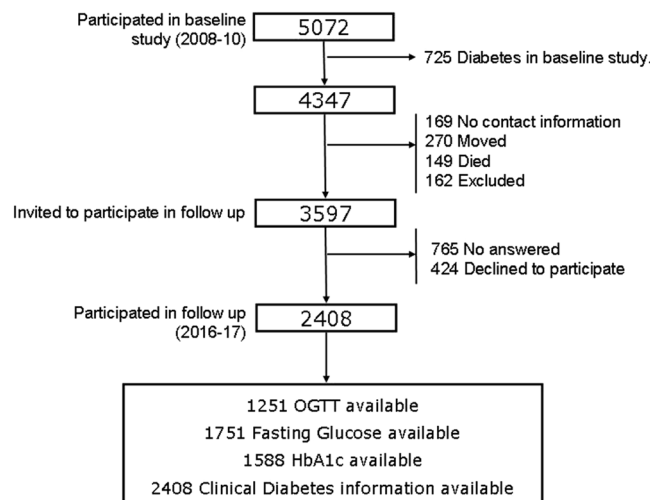 Participated in baseline
study (2008-10)
5072
725 Diabetes in baseline study.
4347
169 No contact information
270 Moved
149 Died
162 Excluded
Invited to participate in follow up
3597
765 No answered
424 Declined to participate
Participated in follow up
(2016-17)
2408
1251 OGTT available
1751 Fasting Glucose available
1588 HbA1c available
2408 Clinical Diabetes information available